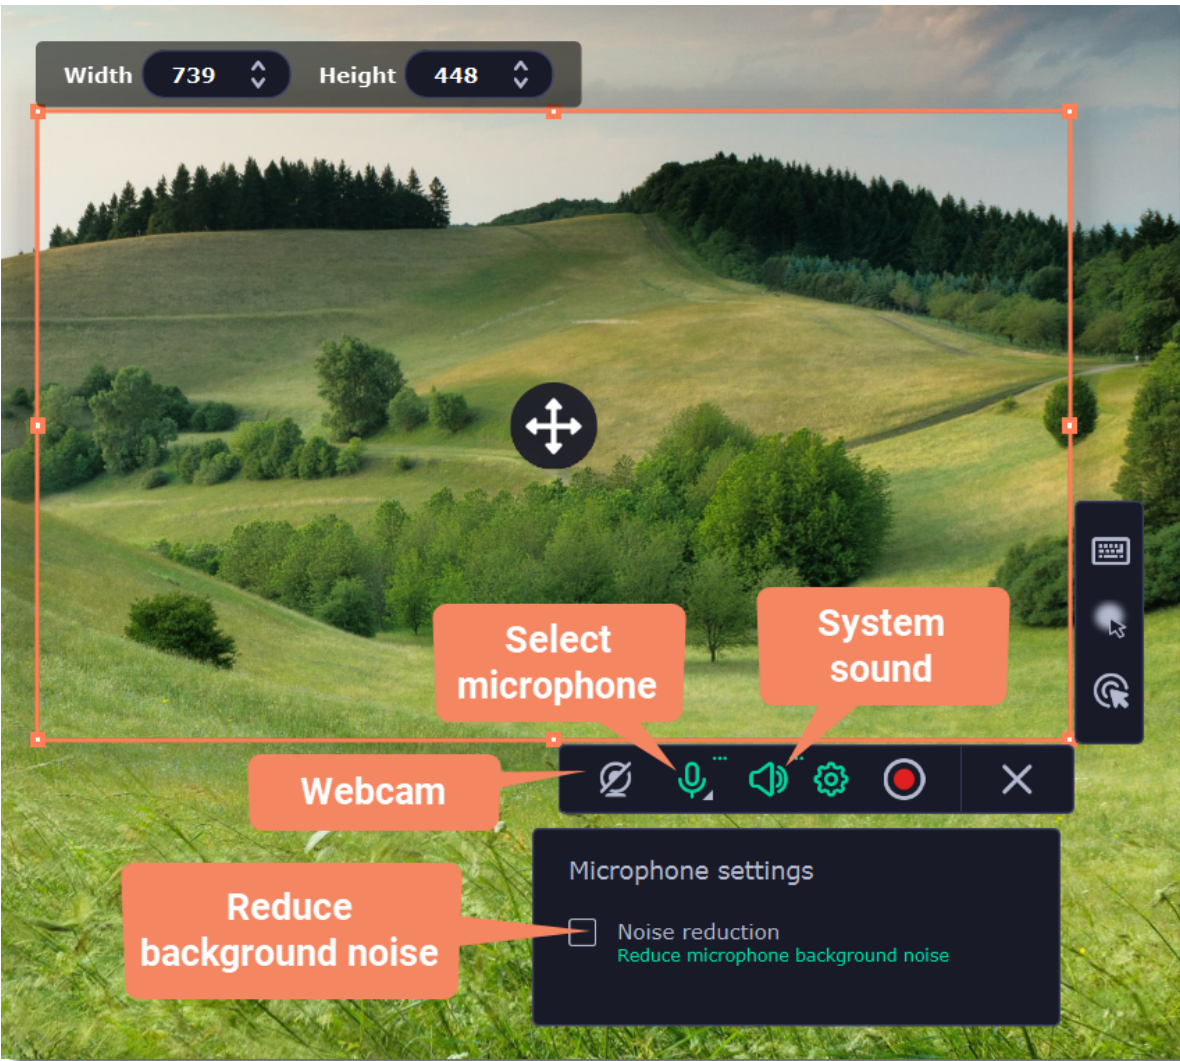 Width 739 Height 448
Select
microphone
System
sound
Webcam
Microphone settings
Reduce
background noise
Noise reduction
Reduce microphone background noise